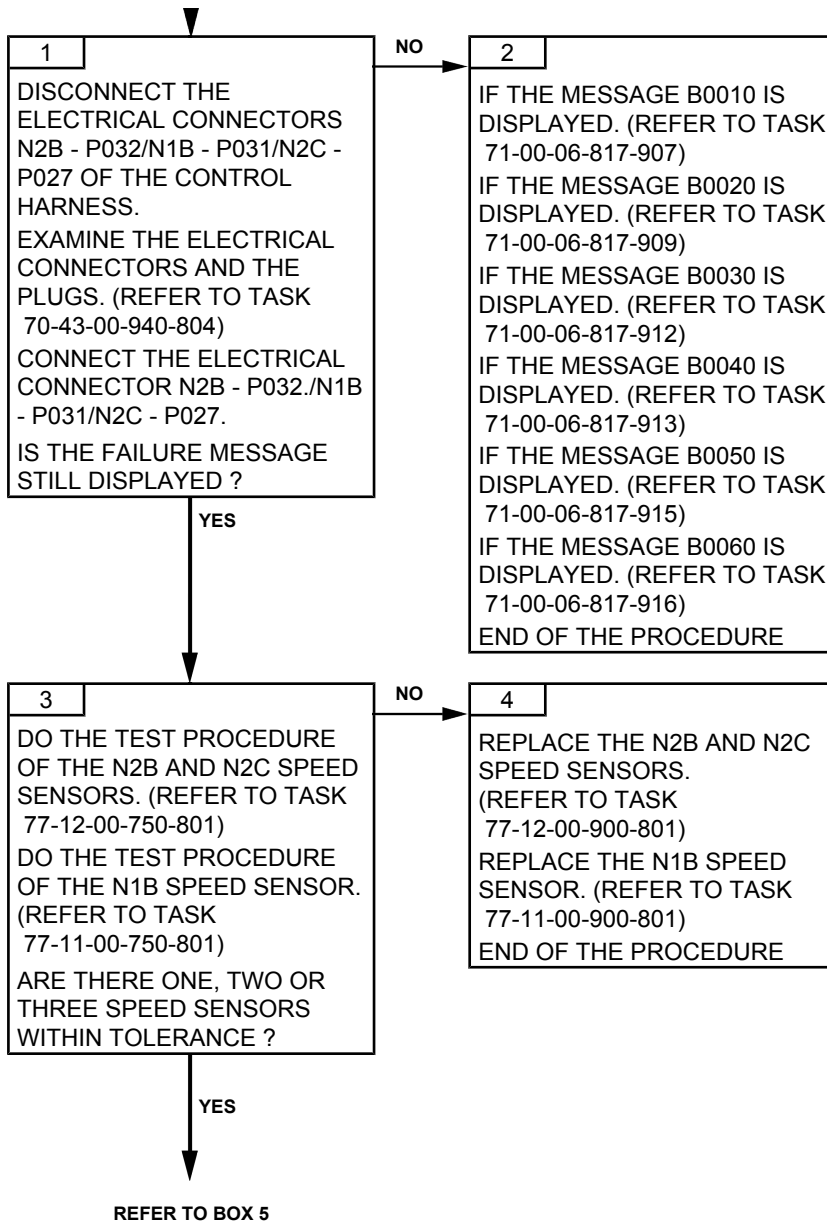 1
DISCONNECT THE
ELECTRICAL CONNECTORS
N2B - P032/N1B - P031/N2C -
P027 OF THE CONTROL
HARNESS.
EXAMINE THE ELECTRICAL
CONNECTORS AND THE
PLUGS. (REFER TO TASK
70-43-00-940-804)
CONNECT THE ELECTRICAL
CONNECTOR N2B - P032./N1B
- P031/N2C - P027.
IS THE FAILURE MESSAGE
STILL DISPLAYED ?
NO
2
IF THE MESSAGE B0010 IS
DISPLAYED. (REFER TO TASK
71-00-06-817-907)
IF THE MESSAGE B0020 IS
DISPLAYED. (REFER TO TASK
71-00-06-817-909)
IF THE MESSAGE B0030 IS
DISPLAYED. (REFER TO TASK
71-00-06-817-912)
IF THE MESSAGE B0040 IS
DISPLAYED. (REFER TO TASK
71-00-06-817-913)
IF THE MESSAGE B0050 IS
DISPLAYED. (REFER TO TASK
71-00-06-817-915)
IF THE MESSAGE B0060 IS
DISPLAYED. (REFER TO TASK
71-00-06-817-916)
END OF THE PROCEDURE
YES
3
DO THE TEST PROCEDURE
OF THE N2B AND N2C SPEED
SENSORS. (REFER TO TASK
77-12-00-750-801)
DO THE TEST PROCEDURE
OF THE N1B SPEED SENSOR.
(REFER TO TASK
77-11-00-750-801)
ARE THERE ONE, TWO OR
THREE SPEED SENSORS
WITHIN TOLERANCE ?
NO
4
REPLACE THE N2B AND N2C
SPEED SENSORS.
(REFER TO TASK
77-12-00-900-801)
REPLACE THE N1B SPEED
SENSOR. (REFER TO TASK
77-11-00-900-801)
END OF THE PROCEDURE
YES
REFER TO BOX 5